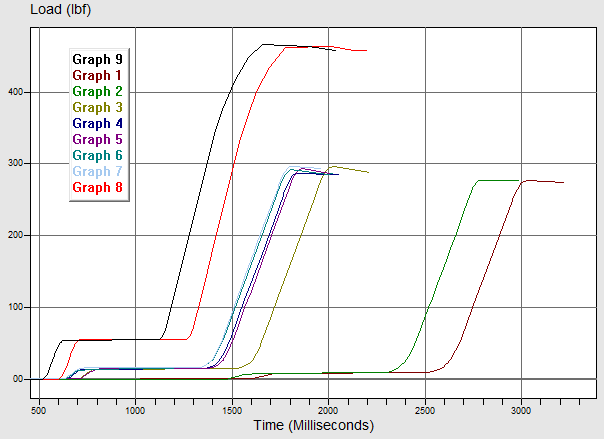 Load (lbf)
Graph 9
Graph 1
Graph 2
Graph 3
Graph 4
Graph 5
Graph 6
Graph 7
Graph 8
400
300
200
100
00
500 1000 1500 2000 2500 3000
Time (Milliseconds)